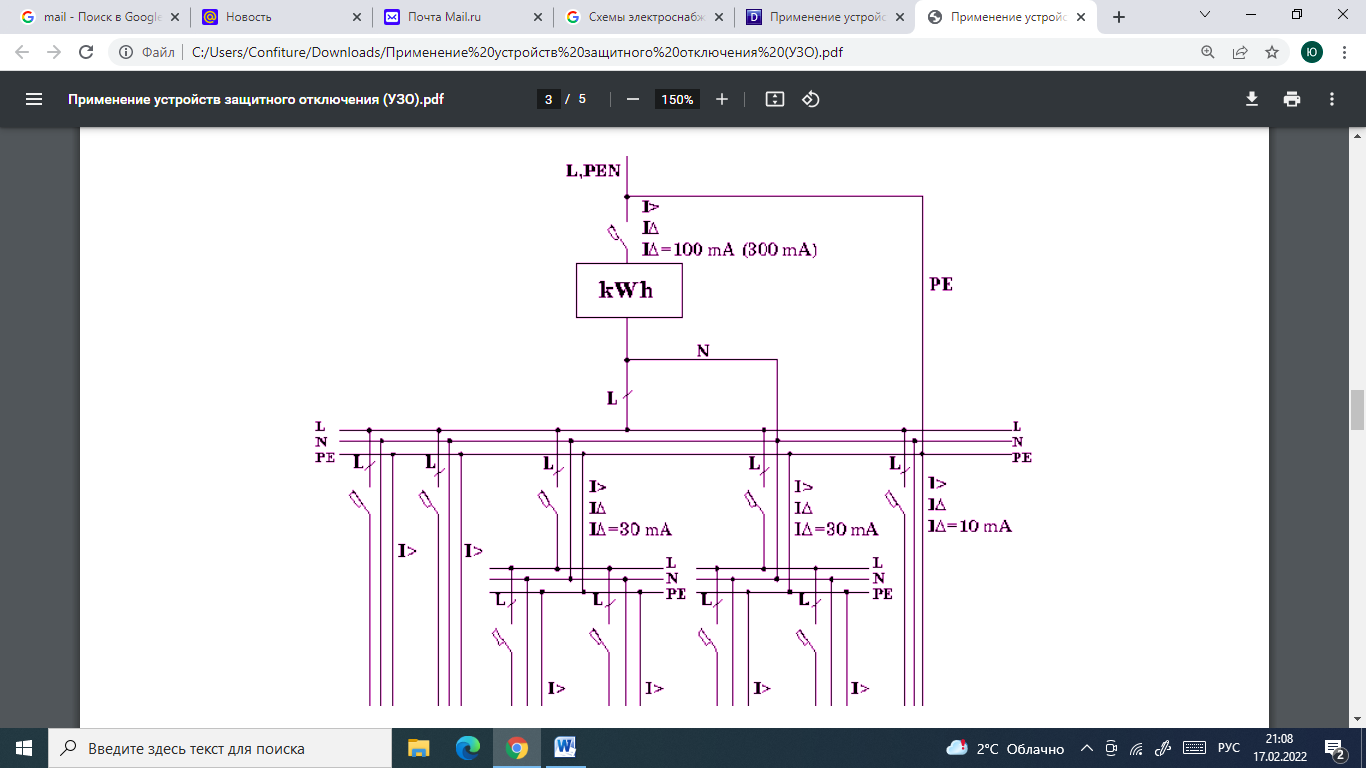 mail - Поиск в Google
Новость
Почта Mail.ru
Схемы электроснабж
Применение устройс
Применение устройс
Файл
C:/Users/Confiture/Downloads/Применение%20устройств%20защитного%20отключения%20(УЗО).pdf
Ю
Применение устройств защитного отключения (УЗО).pdf
3 / 5
150%
L,PEN
I>
IΔ
IΔ=100 mA (300 mA)
kWh
PE
N
L
L L
N N
PE PE
L L L L L
I> I> I>
IΔ IΔ IΔ
IΔ=30 mA IΔ=30 mA IΔ=10 mA
I> I>
L L
N N
PE PE
L L L L
I> I> I> I>
Введите здесь текст для поиска
2°C Облачно
РУС
21:08
17.02.2022
2